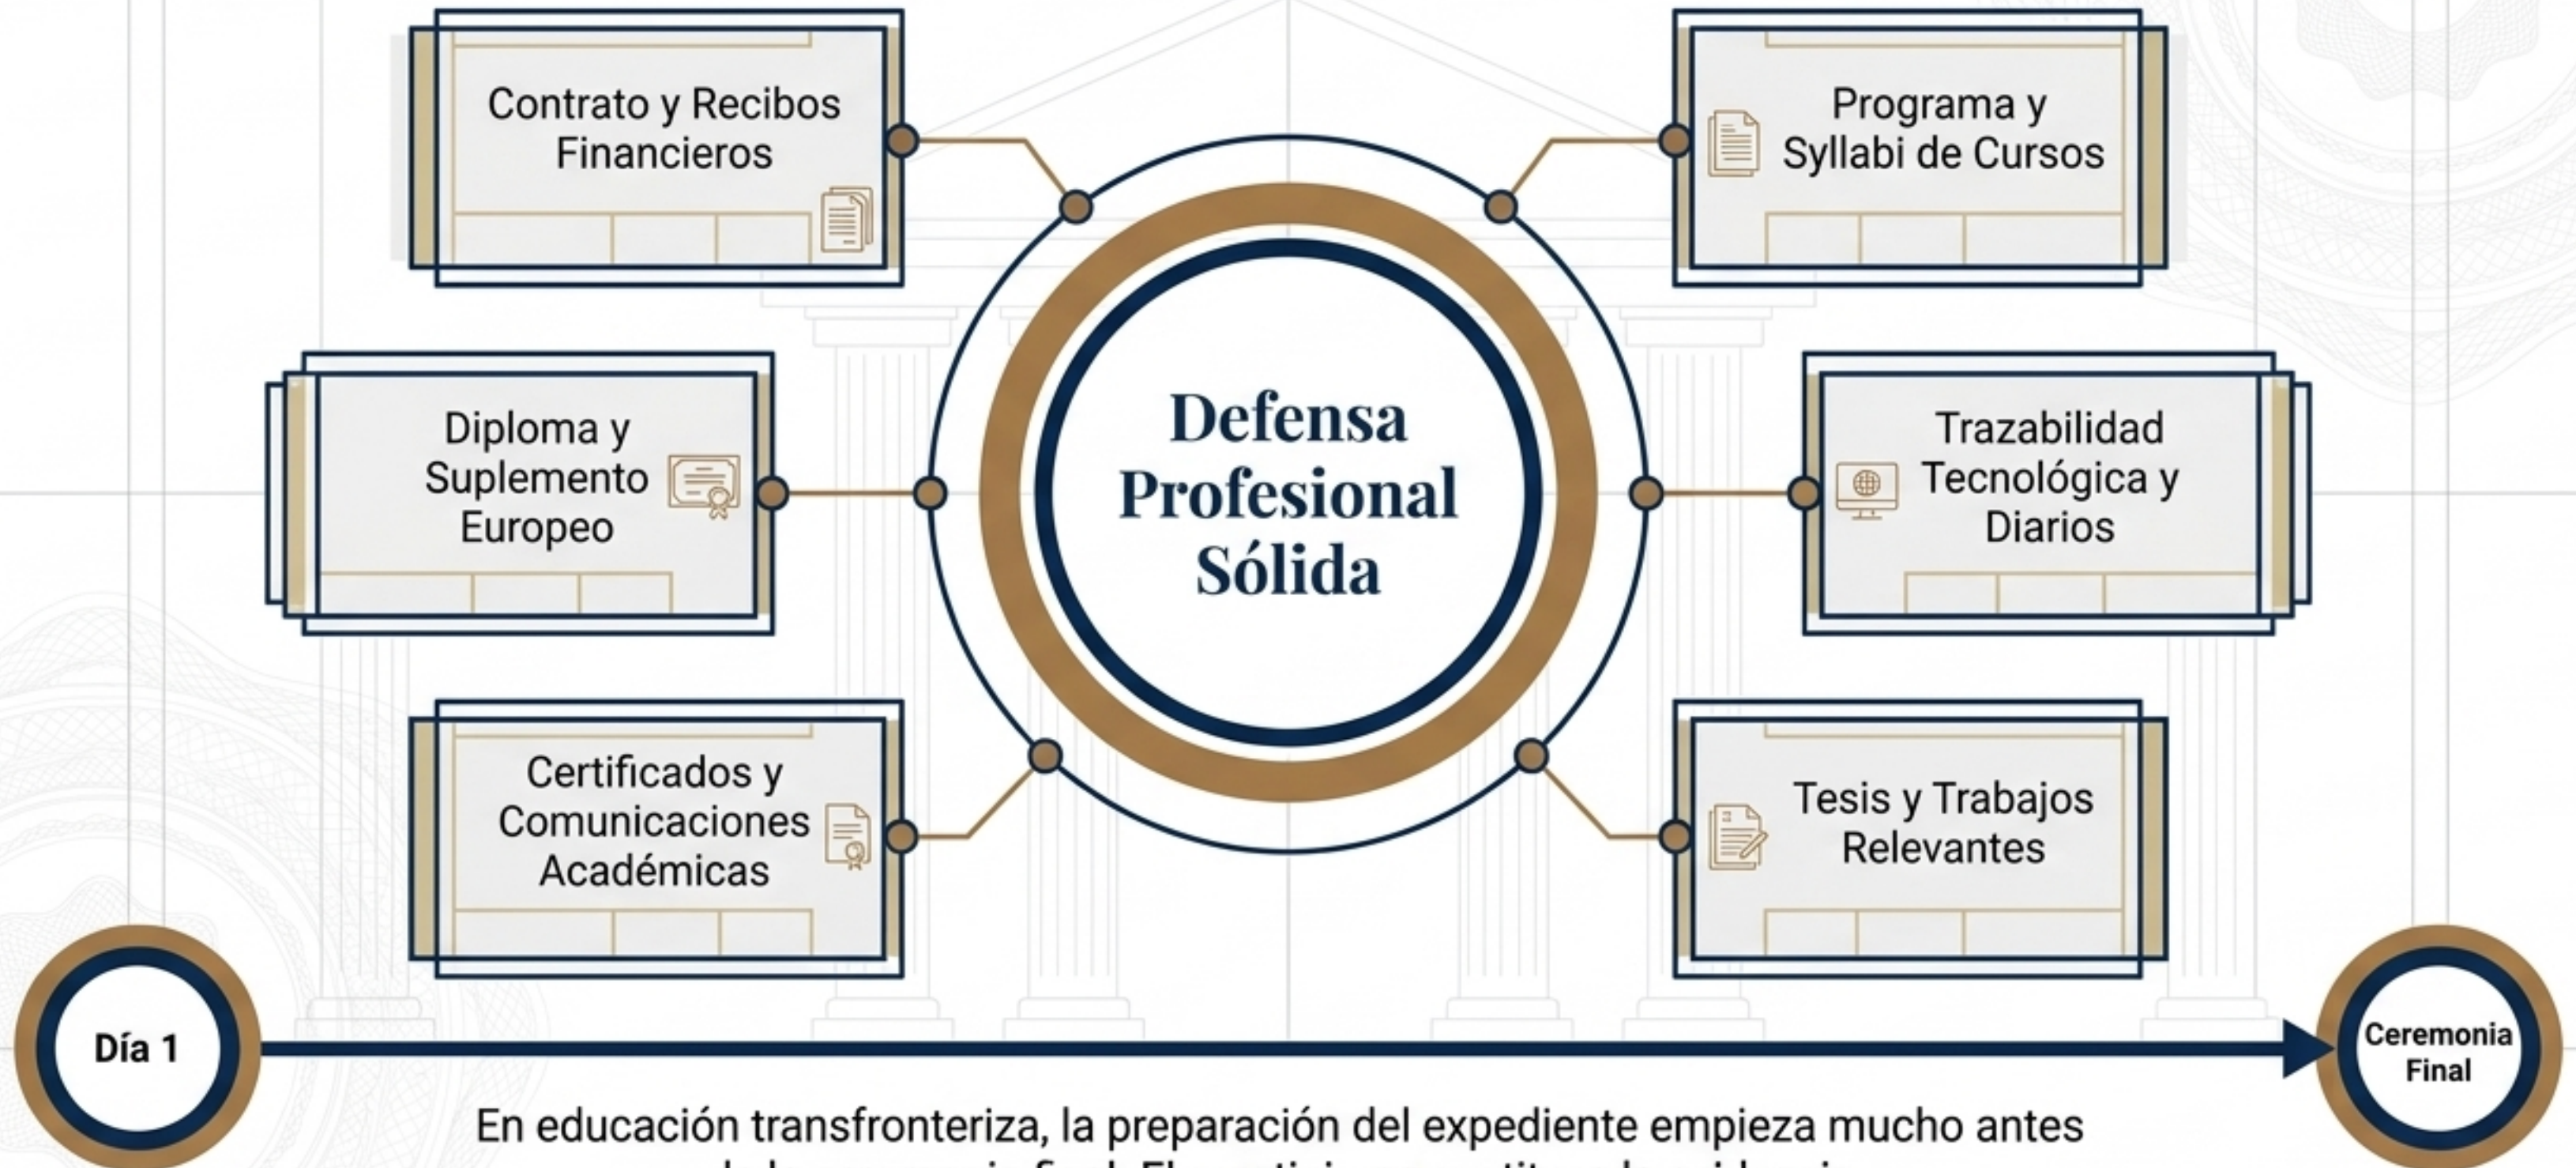 Contrato y Recibos
Financieros
Programa y
Syllabi de Cursos
Diploma y
Suplemento
Europeo
Defensa
Profesional
Sólida
Trazabilidad
Tecnológica y
Diarios
Certificados y
Comunicaciones
Académicas
Tesis y Trabajos
Relevantes
Día 1
Ceremonia
Final
En educación transfronteriza, la preparación del expediente empieza mucho antes